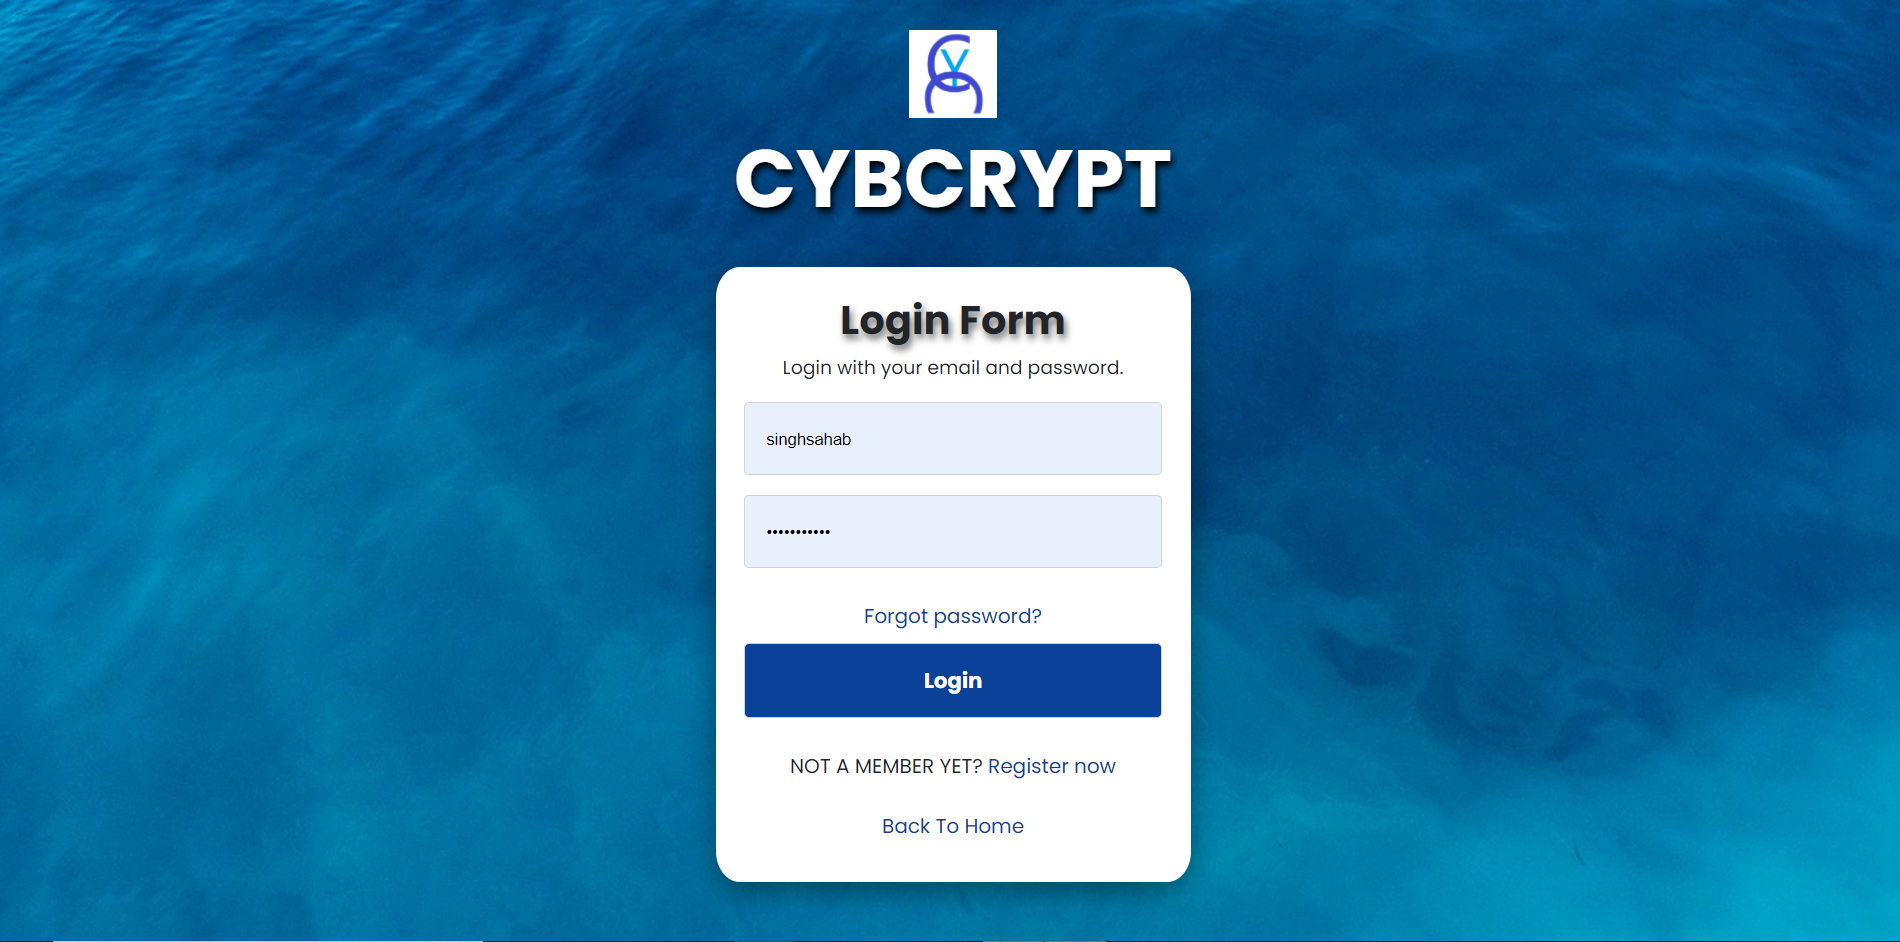 CYBCRYPT
Login Form
Login with your email and password.
singhsahab
•••••••••••
Forgot password?
Login
NOT A MEMBER YET? Register now
Back To Home